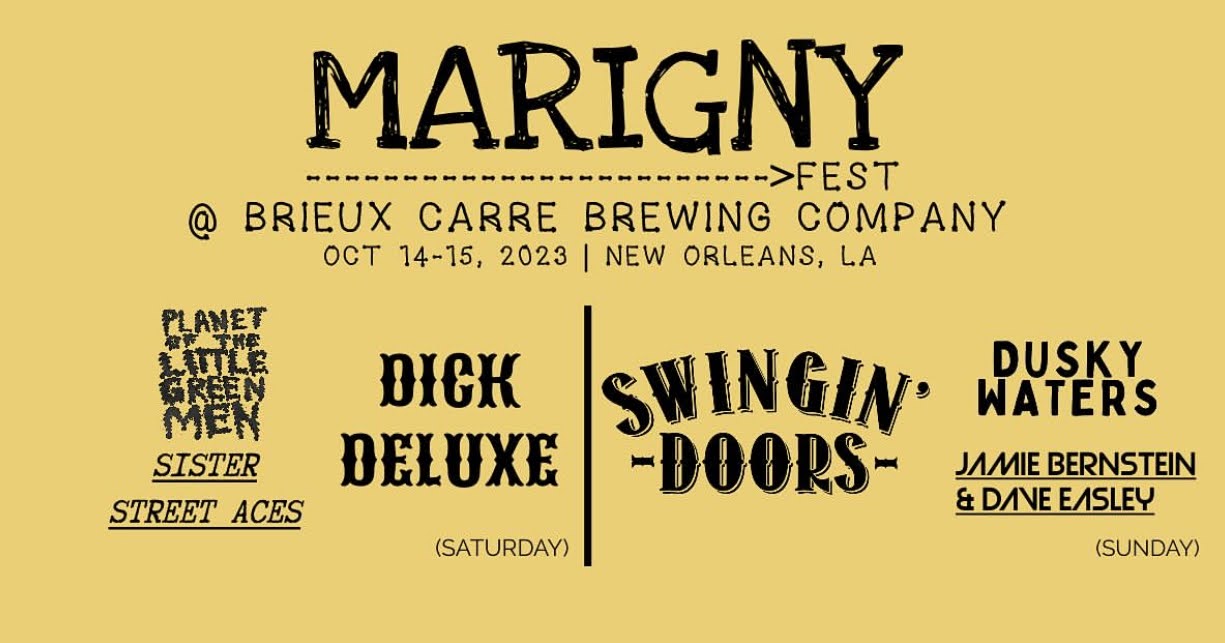 MARIGNY
------------------------>FEST
@ BRIEUX CARRE BREWING COMPANY
OCT 14-15, 2023 | NEW ORLEANS, LA
PLANET
OF THE
LITTLE
GREEN
MEN
SISTER
STREET ACES
DICK
DELUXE
(SATURDAY)
SWINGIN'
-DOORS-
DUSKY
WATERS
JAMIE BERNSTEIN
& DAVE EASLEY
(SUNDAY)